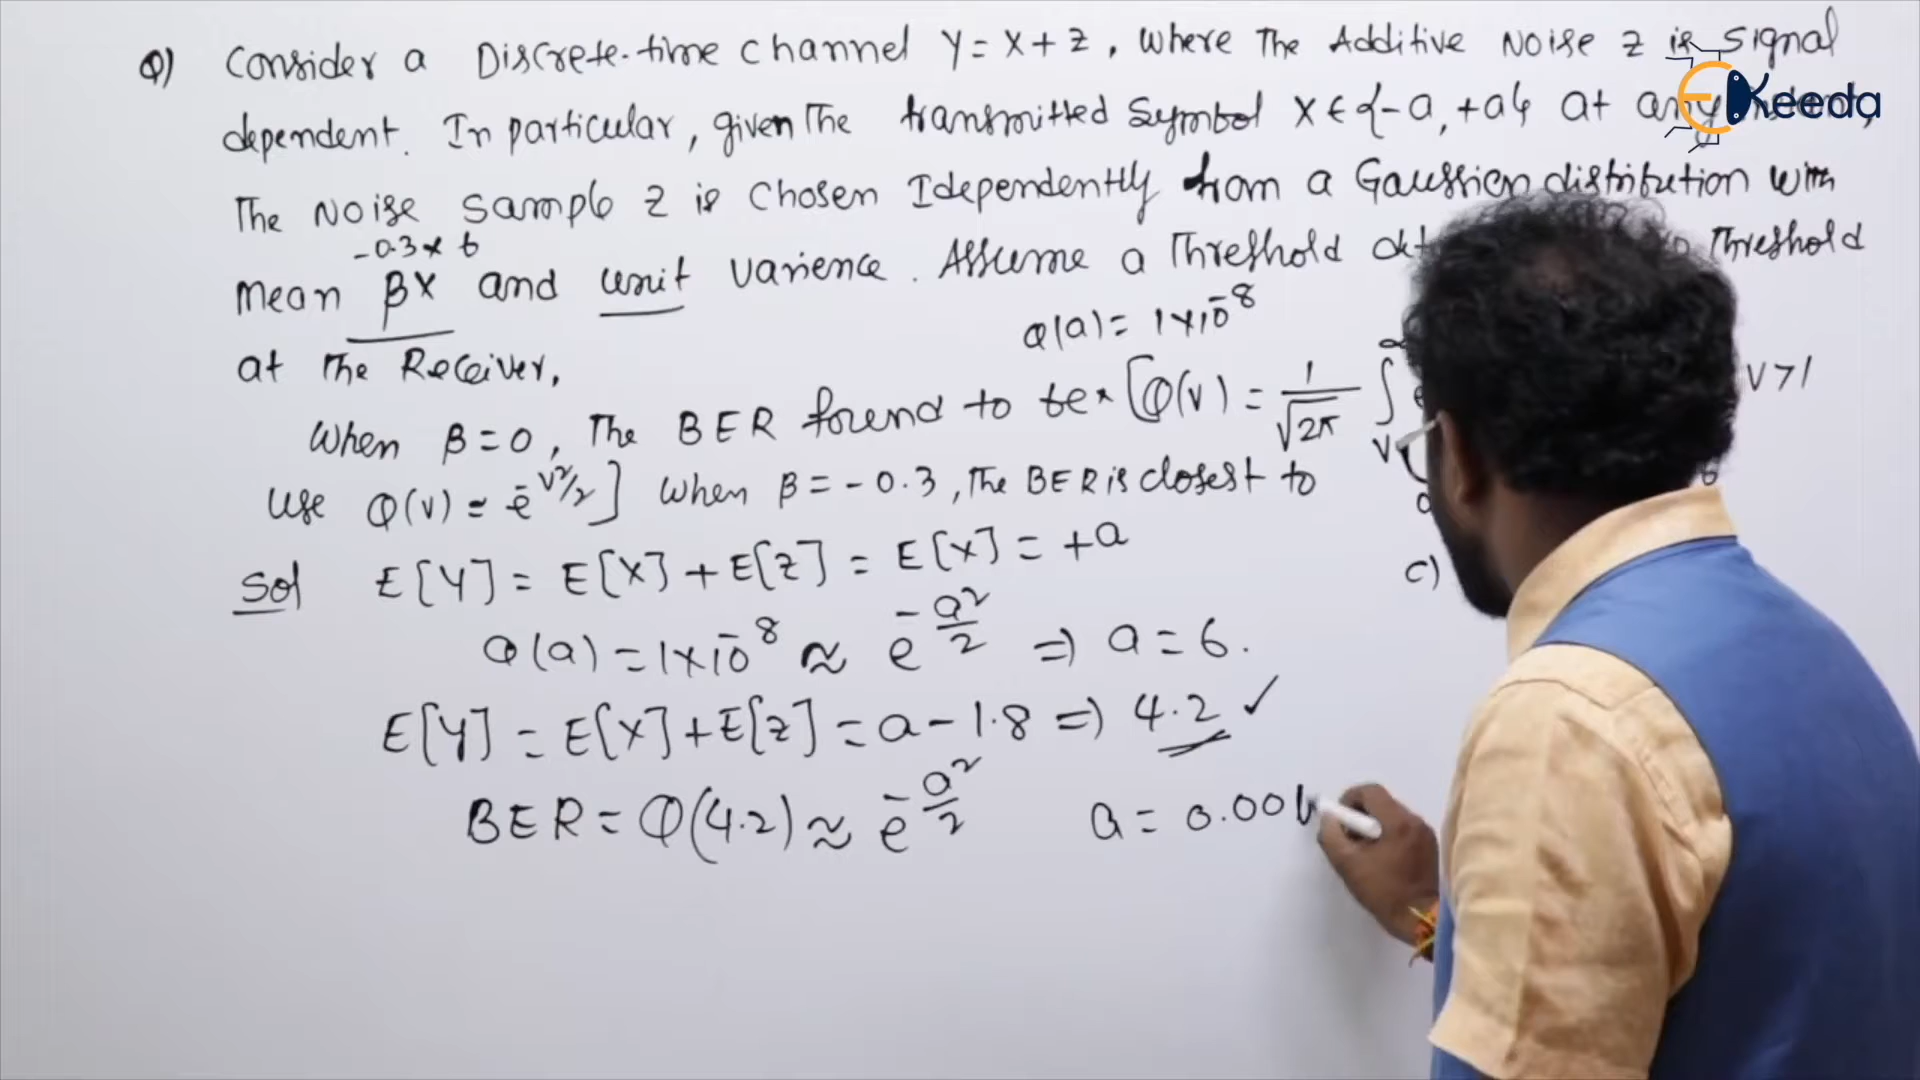 Q) Consider a Discrete-time channel Y = X + Z, where The Additive Noise Z is signal
EKeeda
dependent. In particular, given The transmitted Symbol X ∈ {-a, +a} at any
The Noise sample Z is chosen Idependently from a Gaussien distribution with
-0.3 × 6
Mean βX and unit varience. Assume a Threshold Threshold
Q(a) = 1×10^-8
at The Receiver,
When β = 0, The BER found to be [Q(v) = 1/√2π ∫ v ∞ v > 1
Use Q(v) ≈ e^-v²/2] When β = -0.3, The BER is closest to
Sol E[Y] = E[X] + E[Z] = E[X] = +a
c)
Q(a) = 1×10^-8 ≈ e^-a²/2 ⇒ a = 6.
E[Y] = E[X] + E[Z] = a - 1.8 ⇒ 4.2 ✓
BER = Q(4.2) ≈ e^-a²/2 a = 0.00